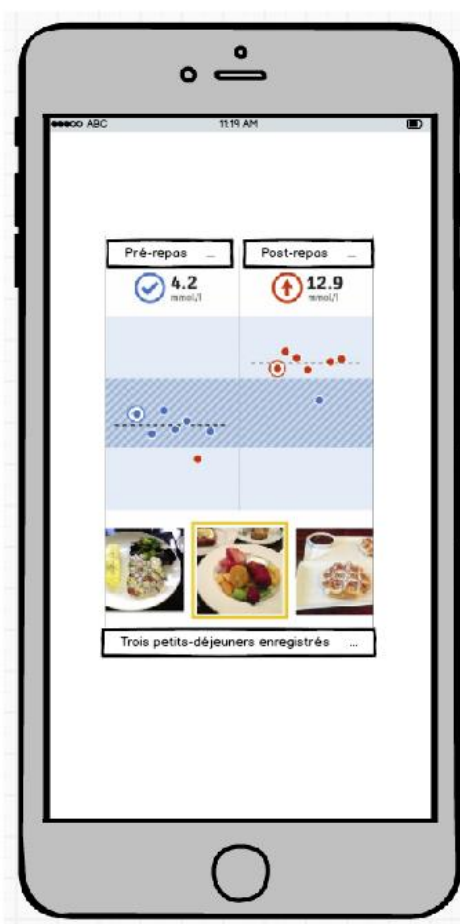 ABC 11:19 AM
Pré-repas ... Post-repas ...
4.2 12.9
mmol/l mmol/l
Trois petits-déjeuners enregistrés ...